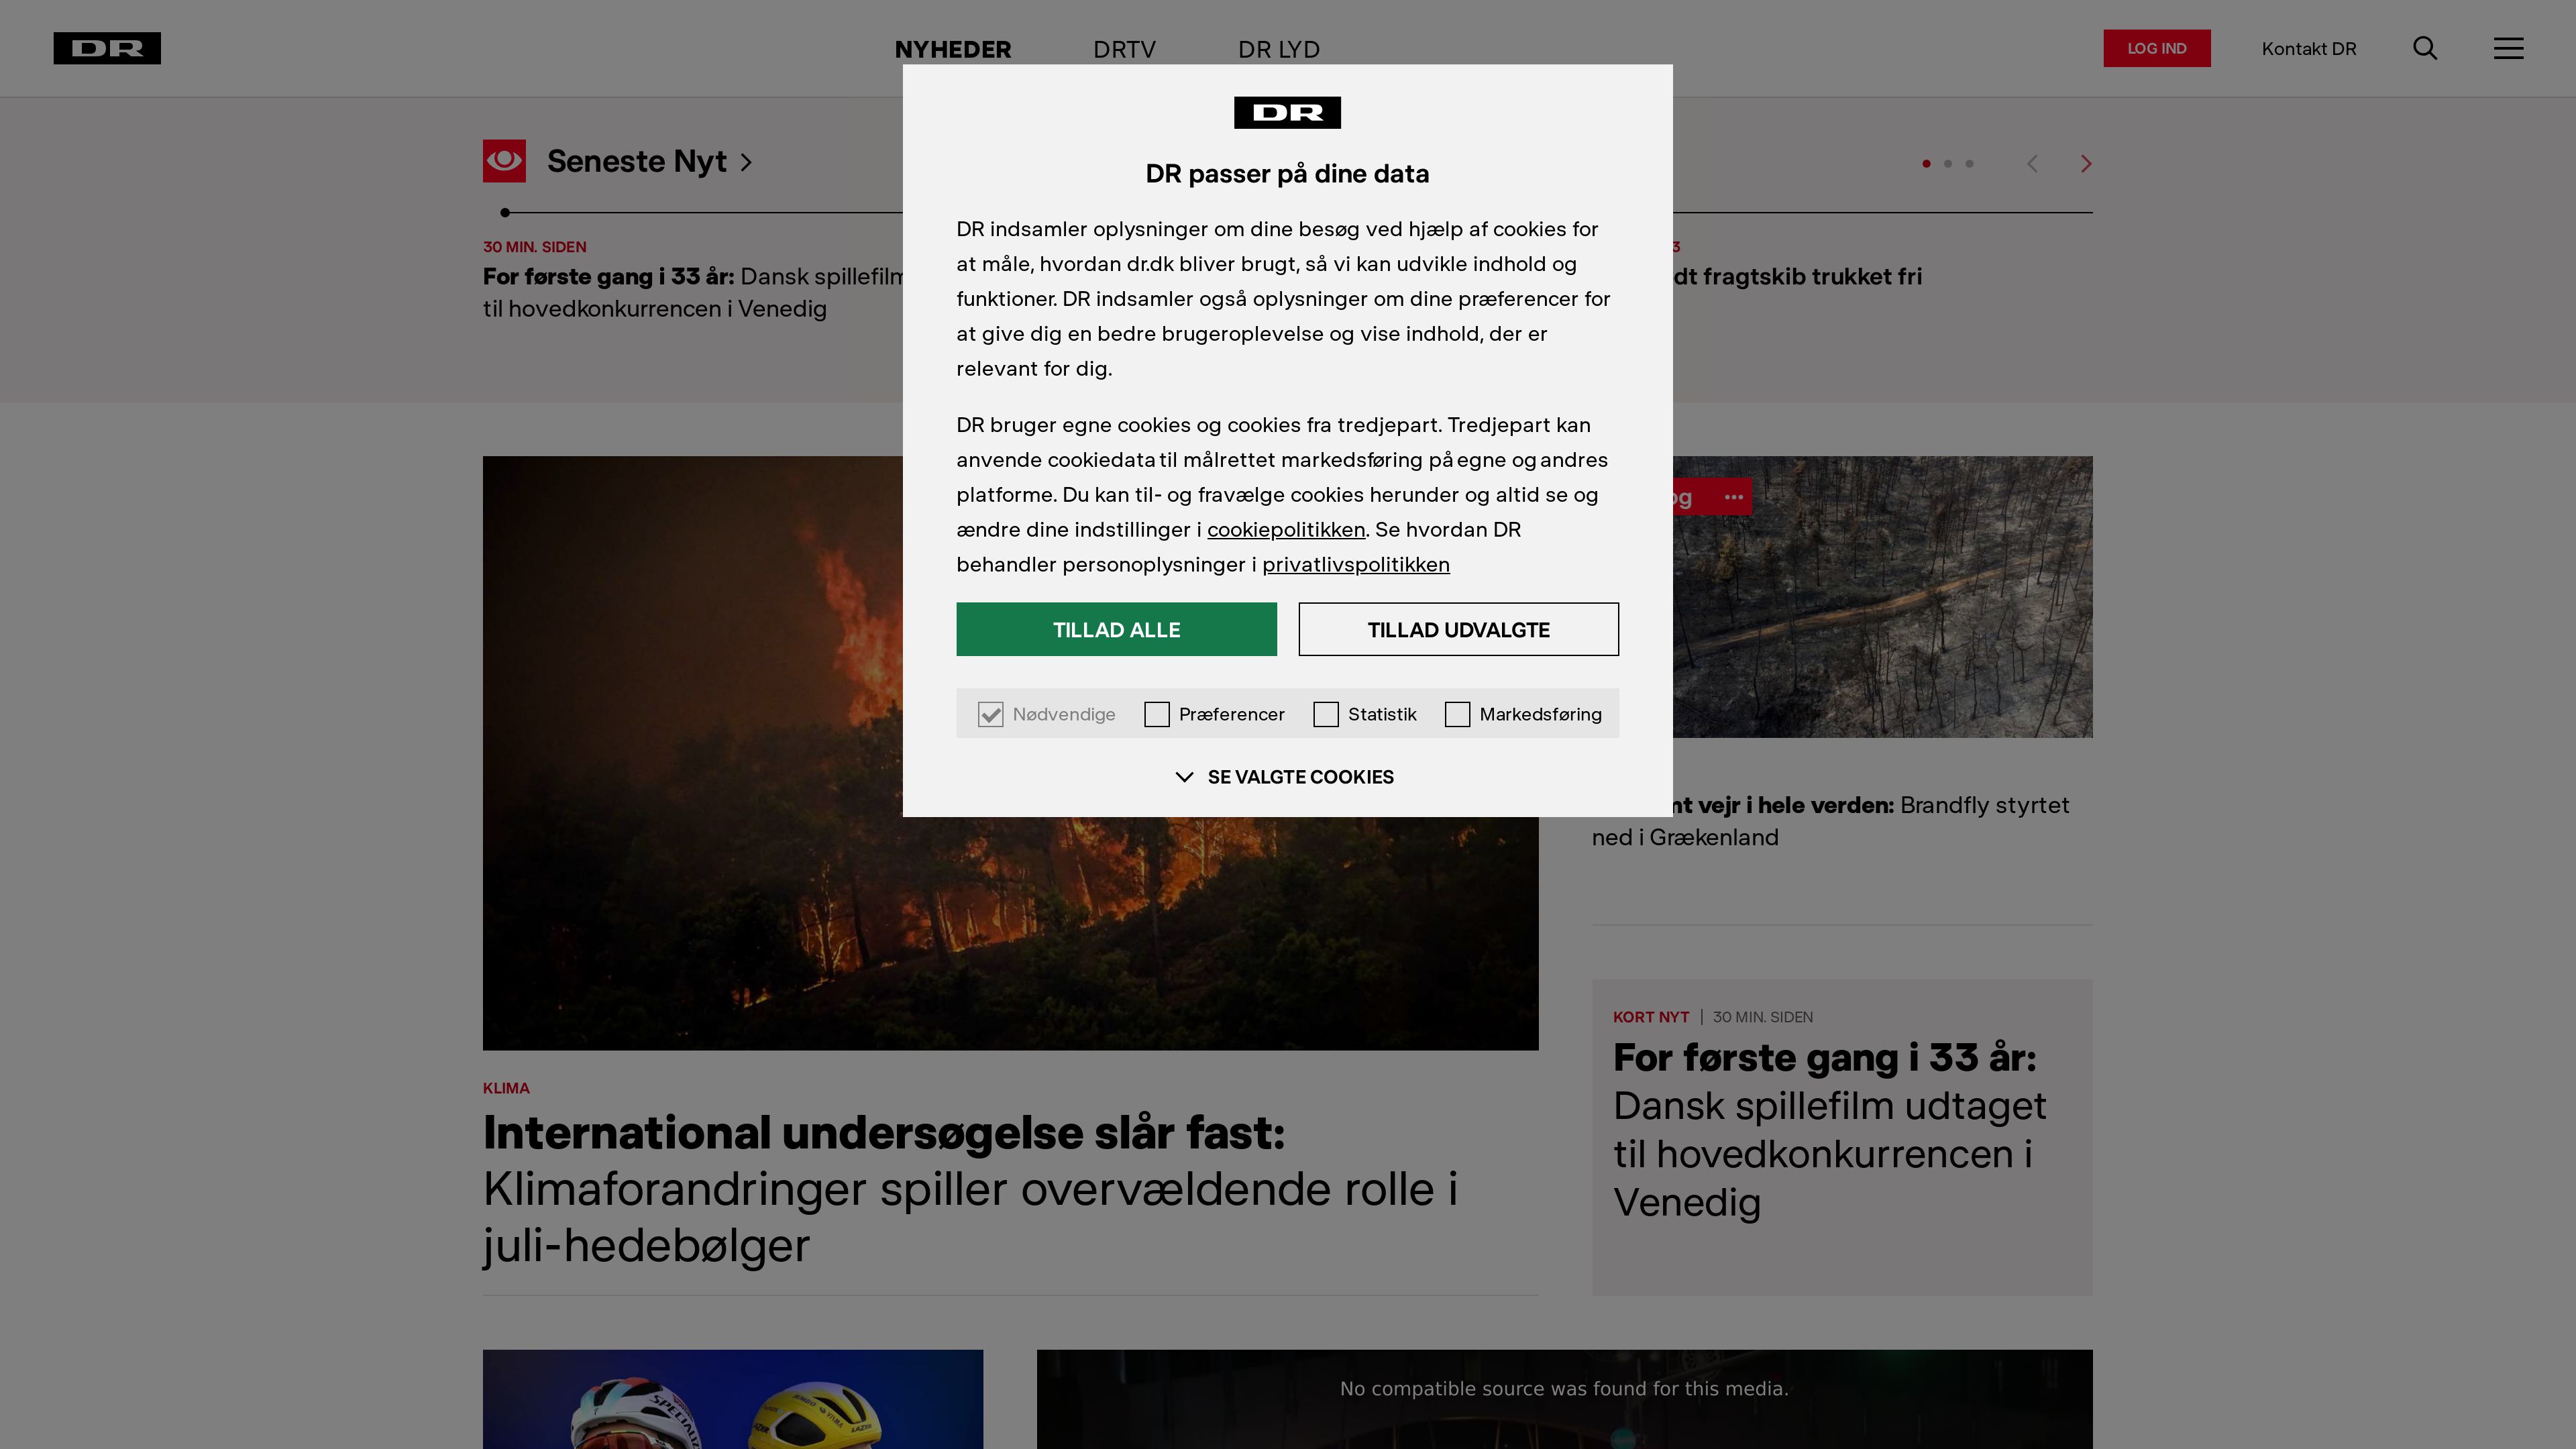 DR
NYHEDER
DRTV
DR LYD
LOG IND
Kontakt DR
Seneste Nyt
30 MIN. SIDEN
For første gang i 33 år: Dansk spillefilm
til hovedkonkurrencen i Venedig
3
dt fragtskib trukket fri
DR
DR passer på dine data
DR indsamler oplysninger om dine besøg ved hjælp af cookies for
at måle, hvordan dr.dk bliver brugt, så vi kan udvikle indhold og
funktioner. DR indsamler også oplysninger om dine præferencer for
at give dig en bedre brugeroplevelse og vise indhold, der er
relevant for dig.
DR bruger egne cookies og cookies fra tredjepart. Tredjepart kan
anvende cookiedata til målrettet markedsføring på egne og andres
platforme. Du kan til- og fravælge cookies herunder og altid se og
ændre dine indstillinger i cookiepolitikken. Se hvordan DR
behandler personoplysninger i privatlivspolitikken
TILLAD ALLE
TILLAD UDVALGTE
Nødvendige
Præferencer
Statistik
Markedsføring
SE VALGTE COOKIES
og
nt vejr i hele verden: Brandfly styrtet
ned i Grækenland
KORT NYT | 30 MIN. SIDEN
For første gang i 33 år:
Dansk spillefilm udtaget
til hovedkonkurrencen i
Venedig
KLIMA
International undersøgelse slår fast:
Klimaforandringer spiller overvældende rolle i
juli-hedebølger
No compatible source was found for this media.